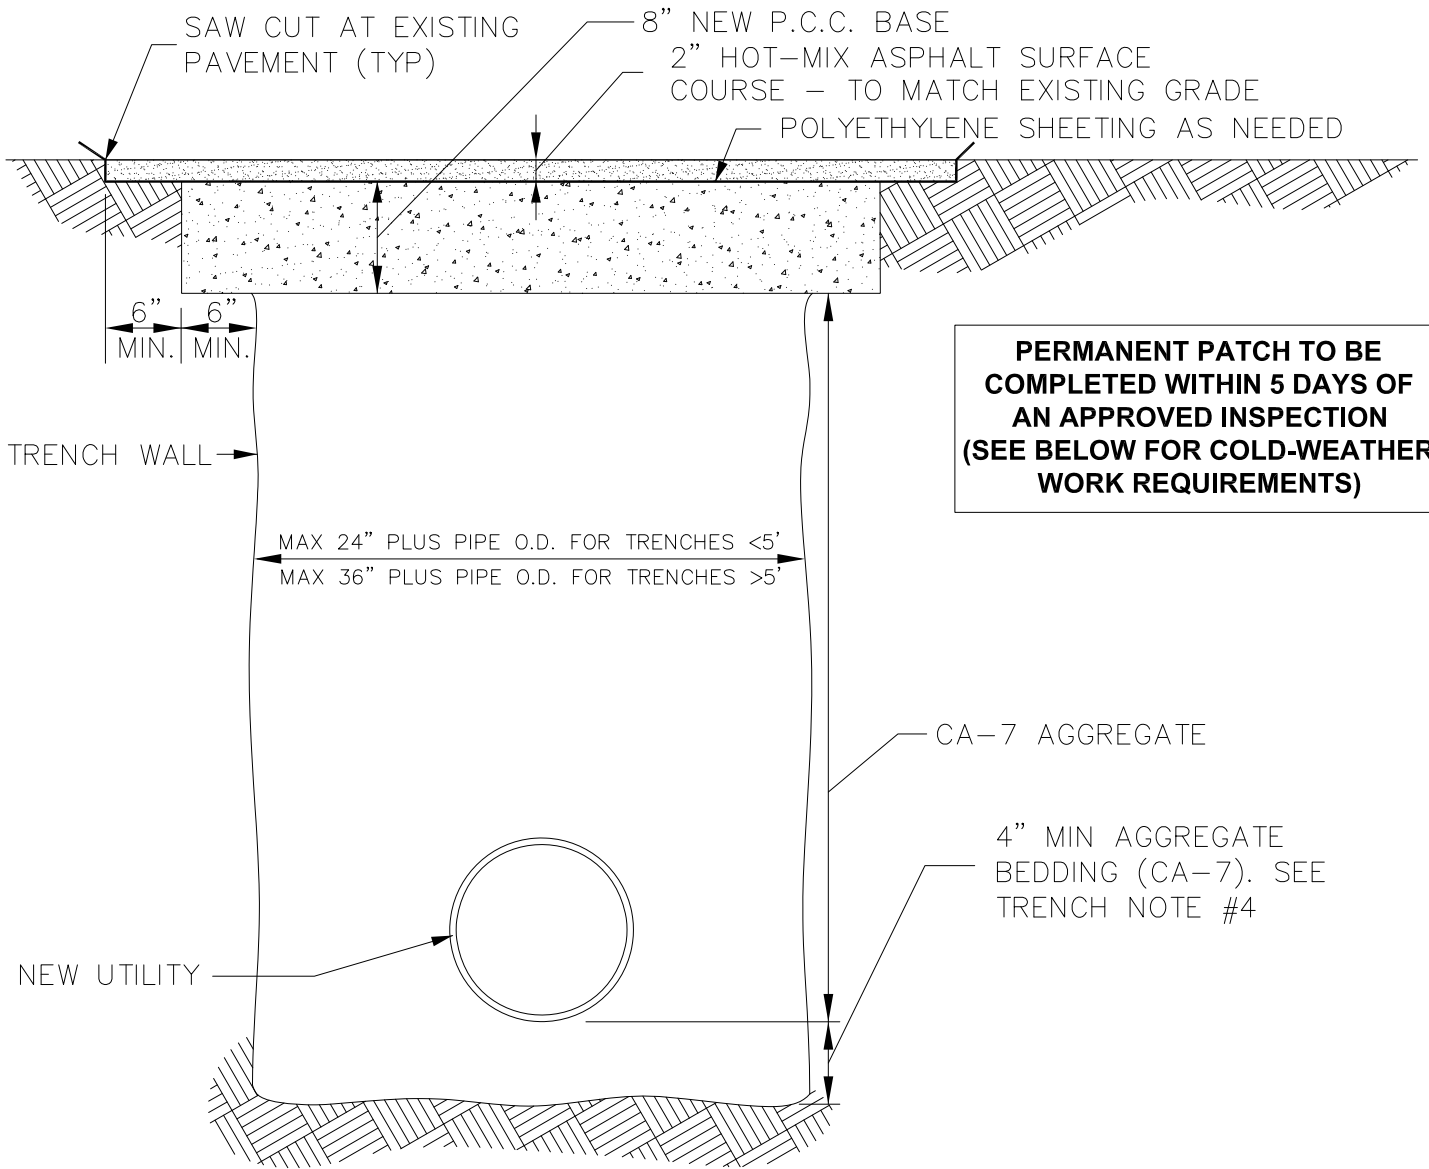 SAW CUT AT EXISTING
PAVEMENT (TYP)
8” NEW P.C.C. BASE
2” HOT–MIX ASPHALT SURFACE
COURSE – TO MATCH EXISTING GRADE
POLYETHYLENE SHEETING AS NEEDED
6”
MIN.
6”
MIN.
PERMANENT PATCH TO BE
COMPLETED WITHIN 5 DAYS OF
AN APPROVED INSPECTION
(SEE BELOW FOR COLD-WEATHER
WORK REQUIREMENTS)
TRENCH WALL
MAX 24” PLUS PIPE O.D. FOR TRENCHES <5'
MAX 36” PLUS PIPE O.D. FOR TRENCHES >5'
CA–7 AGGREGATE
4” MIN AGGREGATE
BEDDING (CA–7). SEE
TRENCH NOTE #4
NEW UTILITY